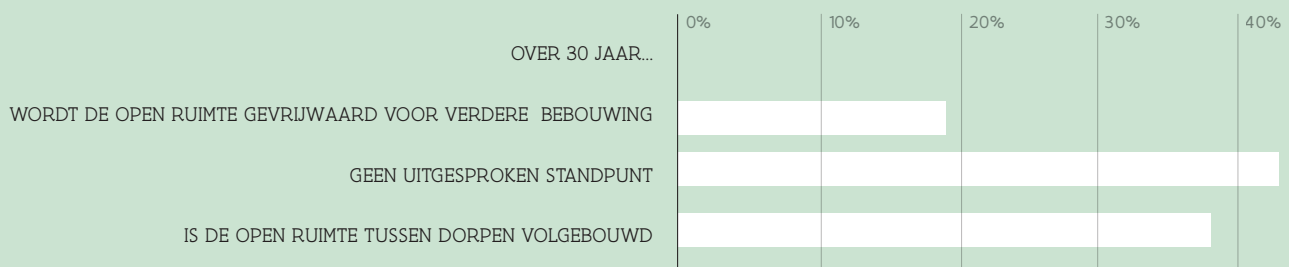 0% 10% 20% 30% 40%
OVER 30 JAAR...
WORDT DE OPEN RUIMTE GEVRIJWAARD VOOR VERDERE BEBOUWING
GEEN UITGESPROKEN STANDPUNT
IS DE OPEN RUIMTE TUSSEN DORPEN VOLGEBOUWD